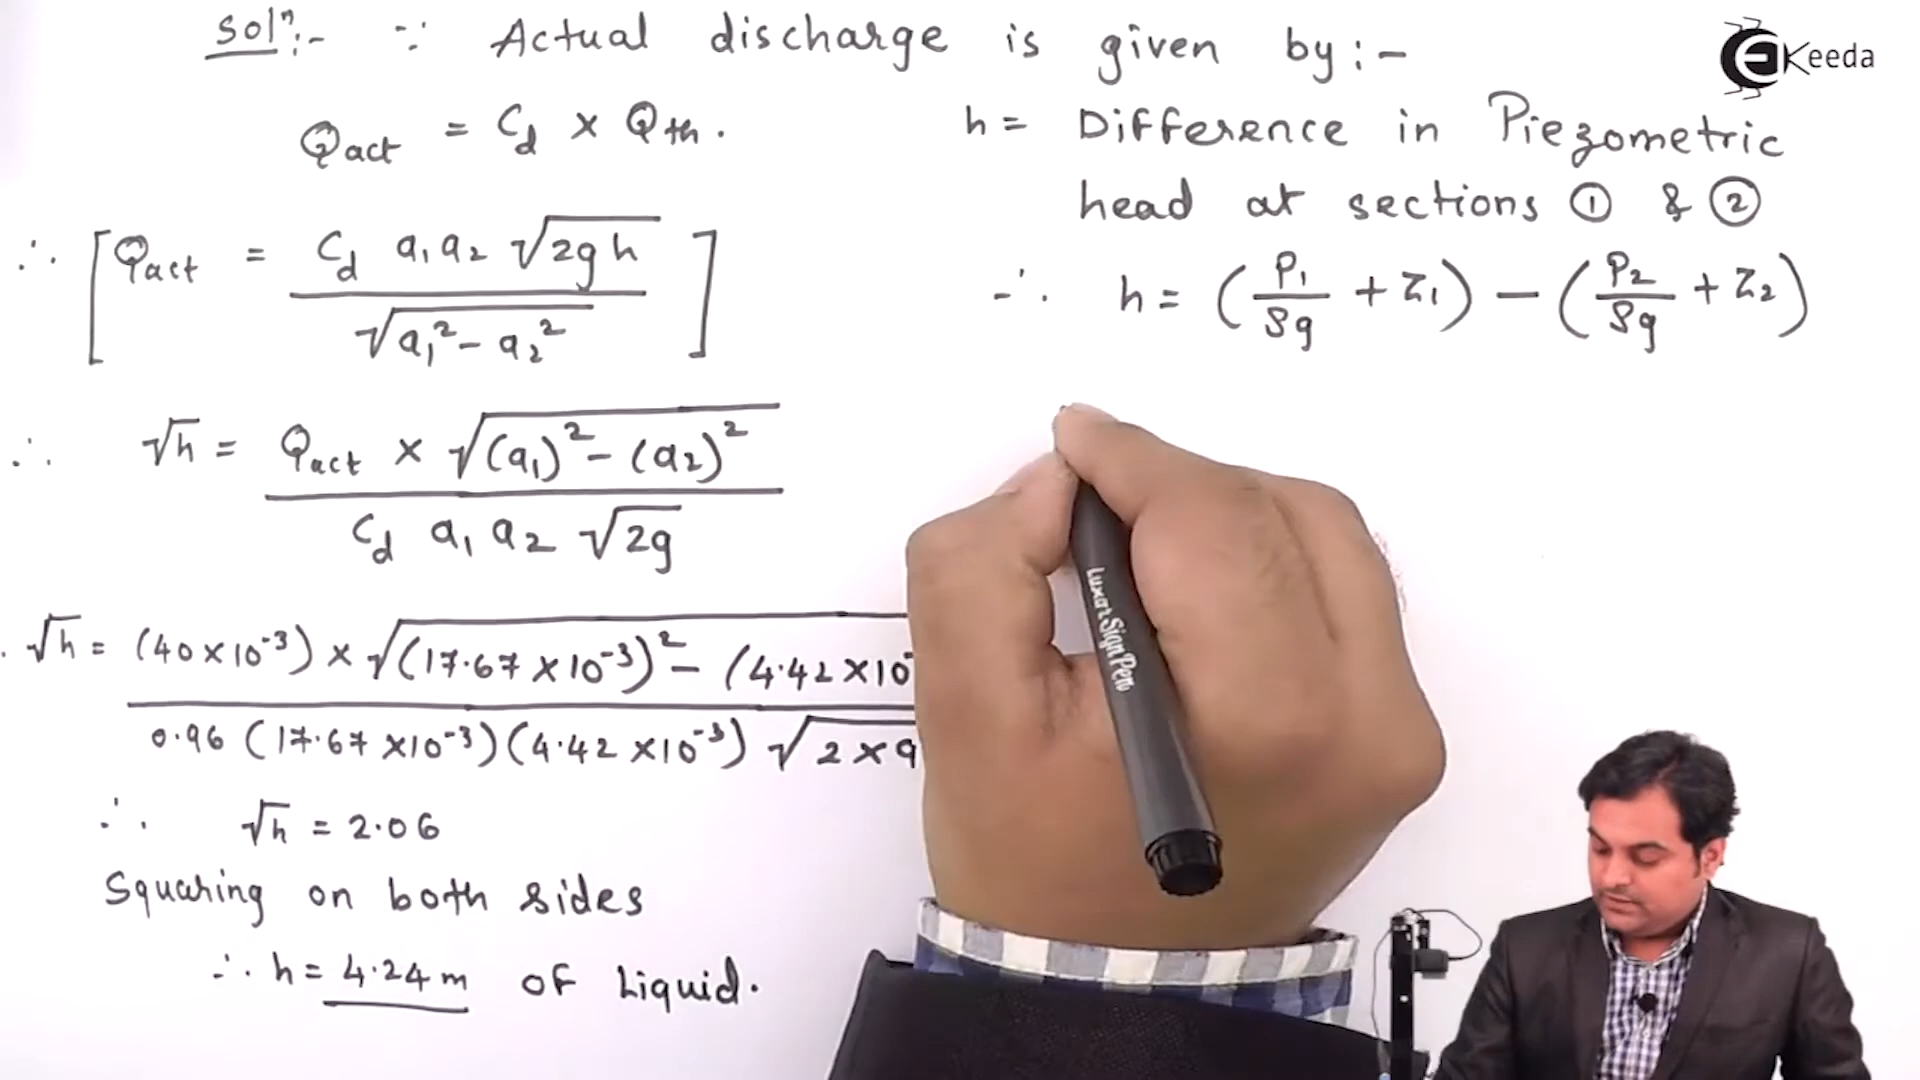 Solⁿ:- ∵ Actual discharge is given by:-
Qact = Cd × Qth.
∴ [Qact = Cd a₁ a₂ √2gh / √a₁² - a₂²]
∴ √h = Qact × √(a₁)² - (a₂)² / Cd a₁ a₂ √2g
√h = (40 × 10⁻³) × √(17.67 × 10⁻³)² - (4.42 × 10 / 0.96 (17.67 × 10⁻³) (4.42 × 10⁻³) √2 × 9
∴ √h = 2.06
Squaring on both sides
∴ h = 4.24 m of Liquid.
h = Difference in Piezometric
head at sections ① & ②
∴ h = (P₁/ρg + Z₁) - (P₂/ρg + Z₂)
Luxor Sign Pen
EKeeda